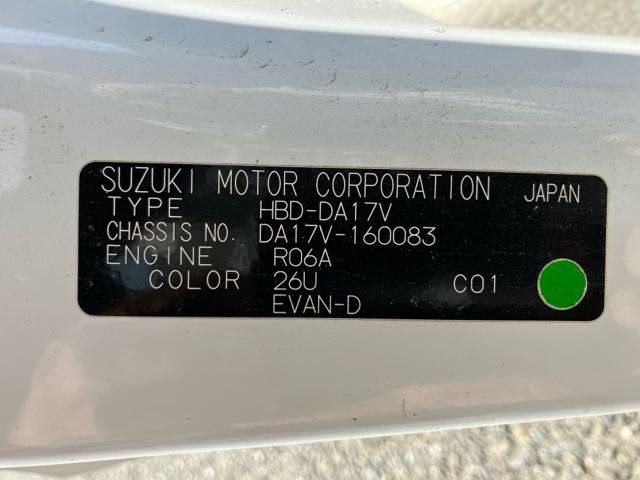 SUZUKI MOTOR CORPORATION JAPAN
TYPE HBD-DA17V
CHASSIS NO. DA17V-160083
ENGINE R06A
COLOR 26U C01
EVAN-D